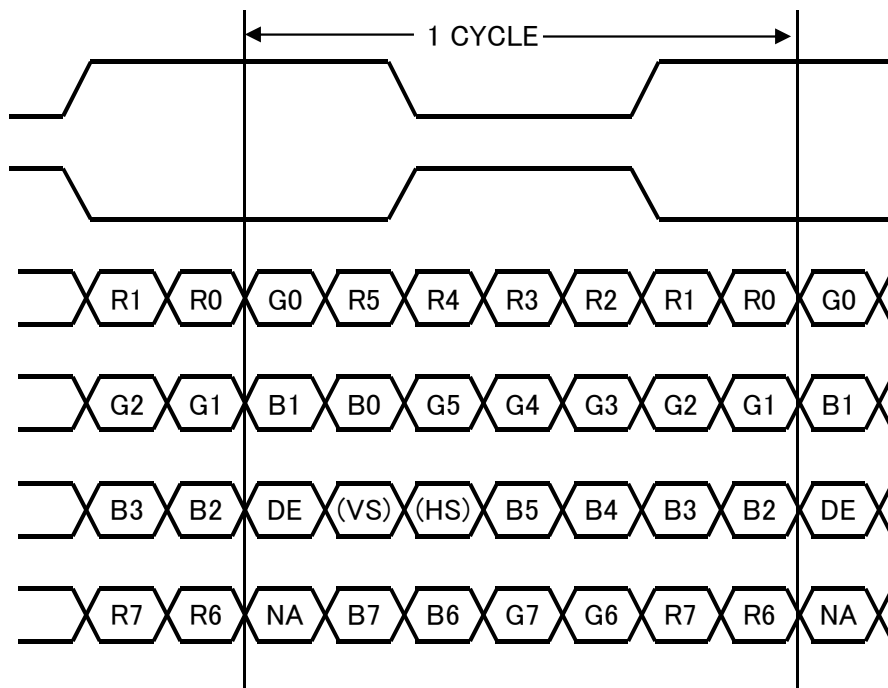 1 CYCLE
R1 R0 G0 R5 R4 R3 R2 R1 R0 G0
G2 G1 B1 B0 G5 G4 G3 G2 G1 B1
B3 B2 DE (VS) (HS) B5 B4 B3 B2 DE
R7 R6 NA B7 B6 G7 G6 R7 R6 NA